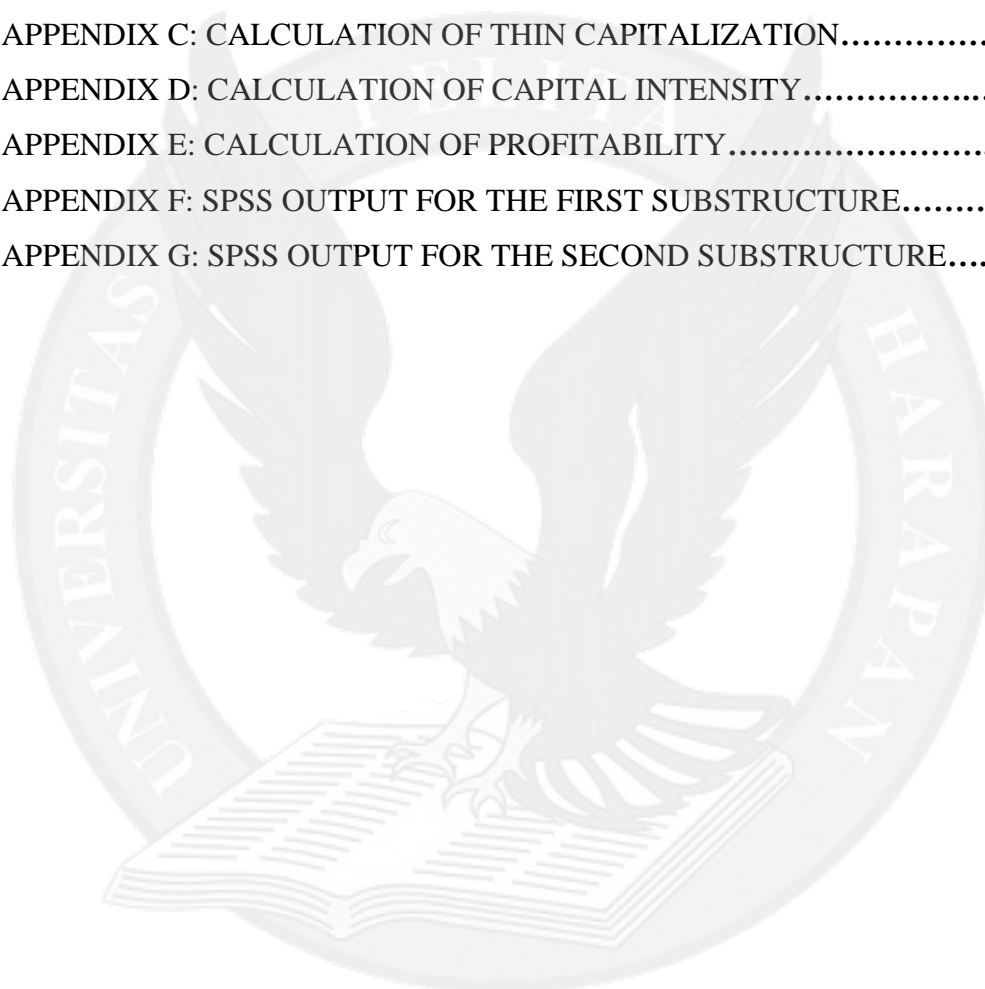 APPENDIX C: CALCULATION OF THIN CAPITALIZATION……………
APPENDIX D: CALCULATION OF CAPITAL INTENSITY……………...
APPENDIX E: CALCULATION OF PROFITABILITY……………………
APPENDIX F: SPSS OUTPUT FOR THE FIRST SUBSTRUCTURE………
APPENDIX G: SPSS OUTPUT FOR THE SECOND SUBSTRUCTURE…..
UNIVERSITAS PELITA HARAPAN